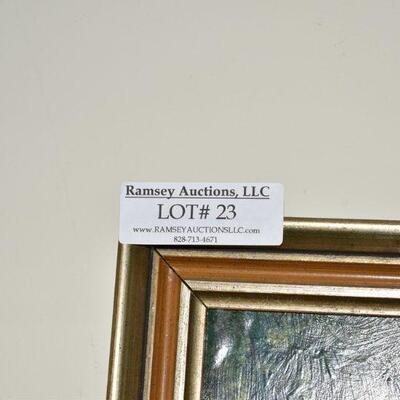 Ramsey Auctions, LLC
LOT# 23
www.RAMSEYAUCTIONSLLC.com
828-713-4671